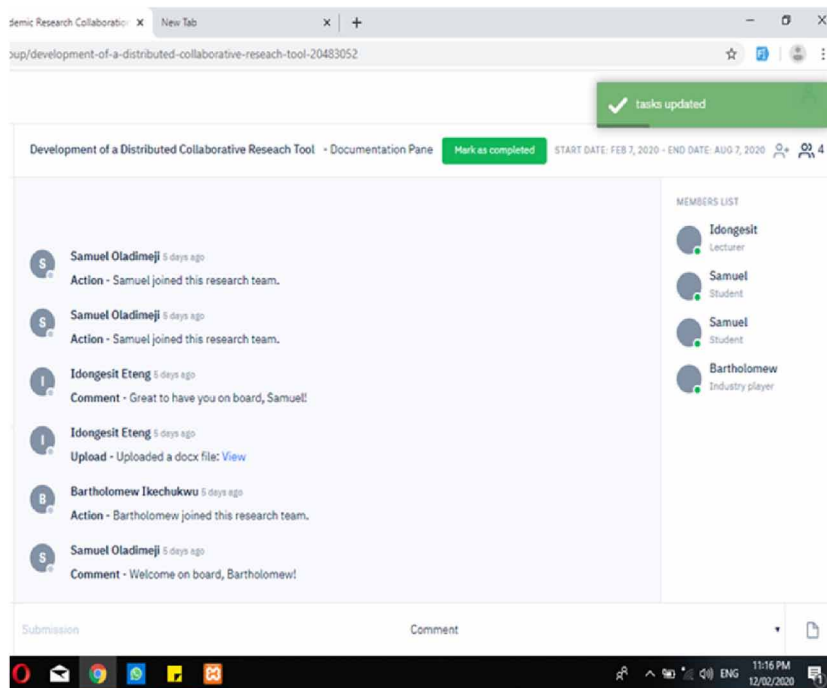 demic Research Collaboratio x New Tab x +
oup/development-of-a-distributed-collaborative-reseach-tool-20483052
tasks updated
Development of a Distributed Collaborative Reseach Tool - Documentation Pane Mark as completed START DATE: FEB 7, 2020 - END DATE: AUG 7, 2020 4
MEMBERS LIST
Idongesit
Lecturer
Samuel
Student
Samuel
Student
Bartholomew
Industry player
S Samuel Oladimeji 5 days ago
Action - Samuel joined this research team.
S Samuel Oladimeji 5 days ago
Action - Samuel joined this research team.
I Idongesit Eteng 5 days ago
Comment - Great to have you on board, Samuel!
I Idongesit Eteng 5 days ago
Upload - Uploaded a docx file: View
B Bartholomew Ikechukwu 5 days ago
Action - Bartholomew joined this research team.
S Samuel Oladimeji 5 days ago
Comment - Welcome on board, Bartholomew!
Submission Comment
ENG 11:16 PM
12/02/2020 1